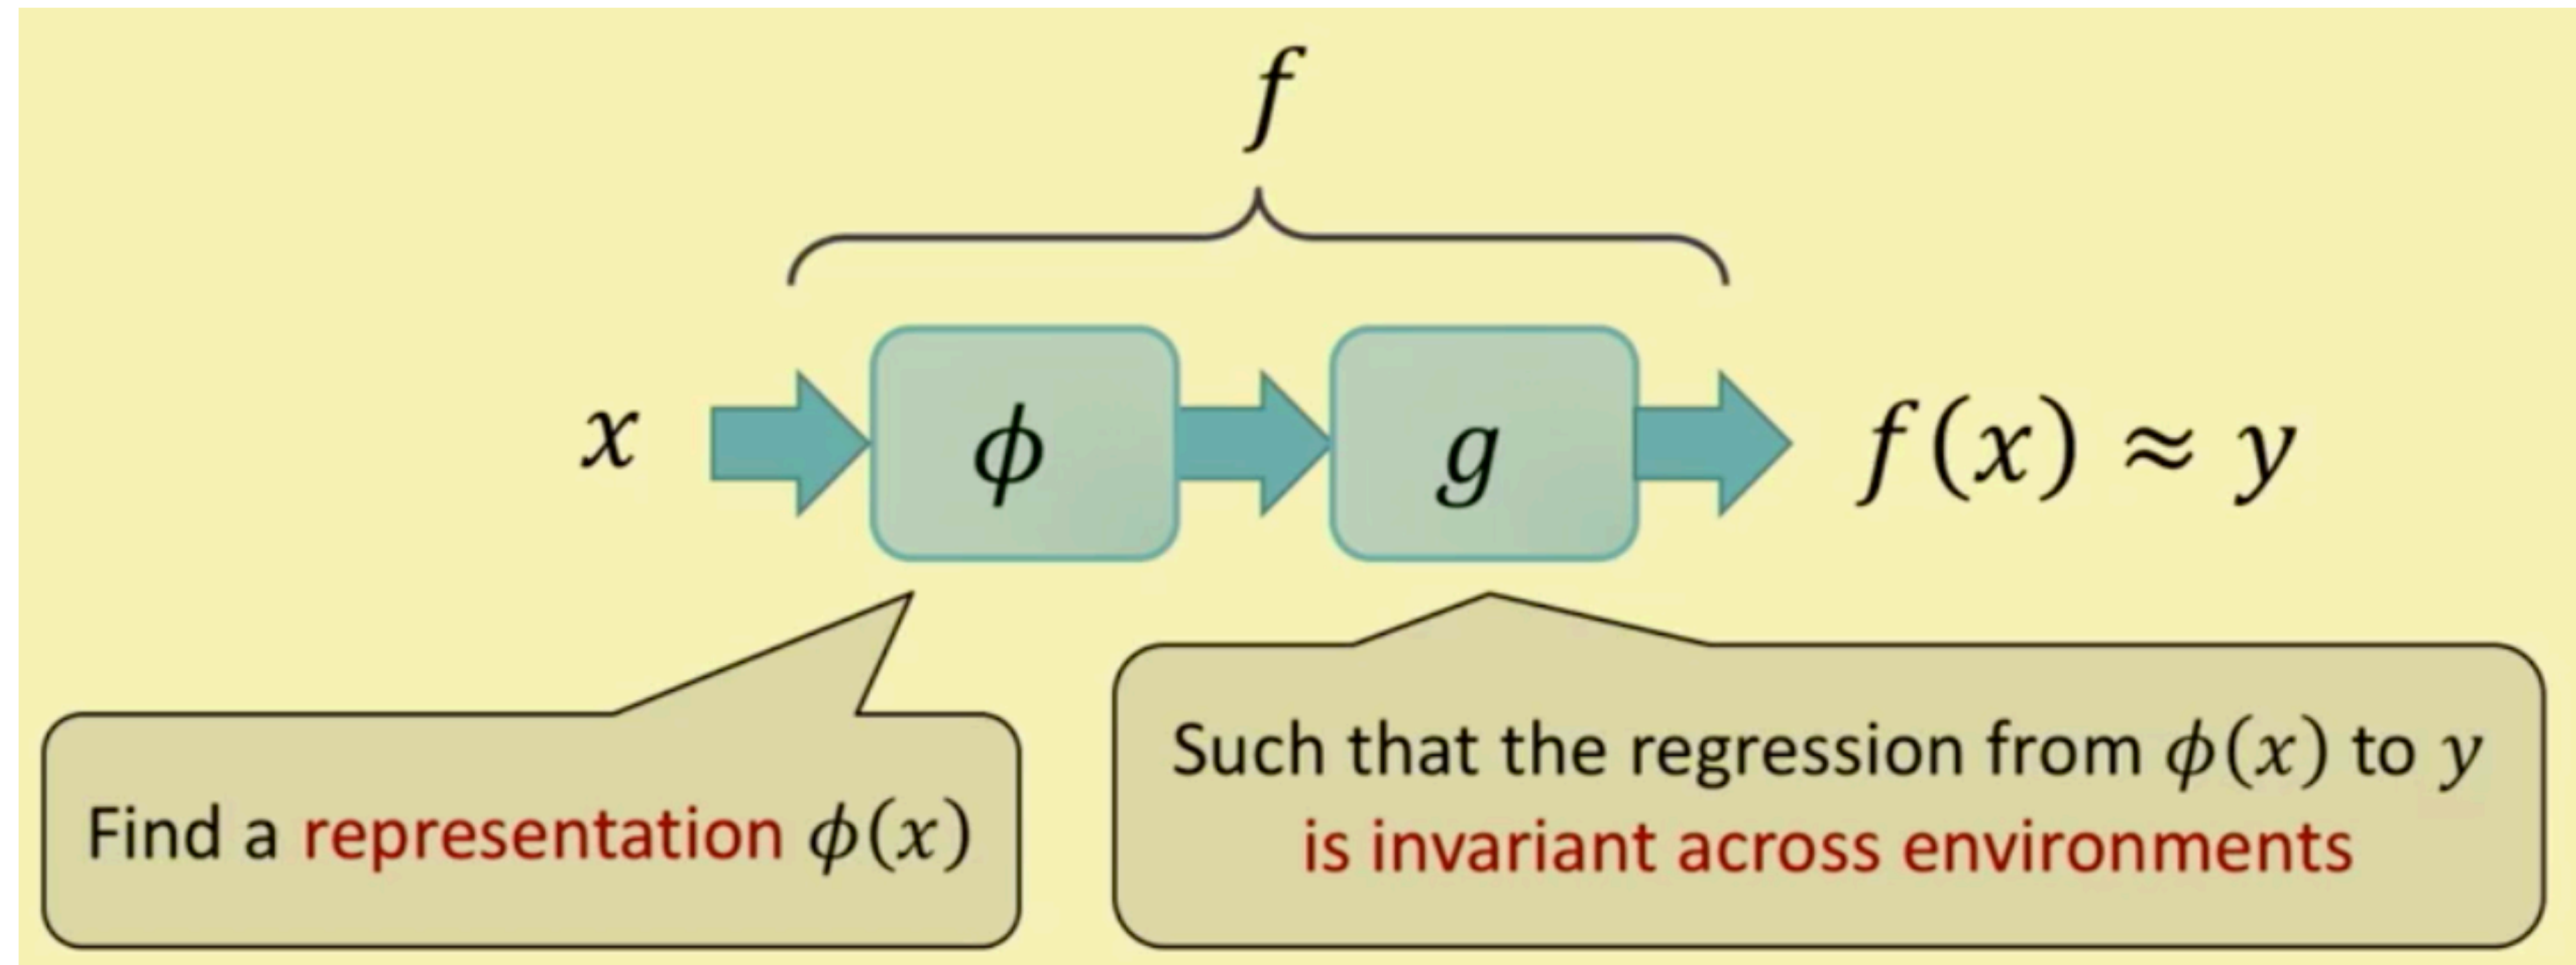 f
x
ϕ
g
f(x) ≈ y
Find a representation ϕ(x)
Such that the regression from ϕ(x) to y
is invariant across environments